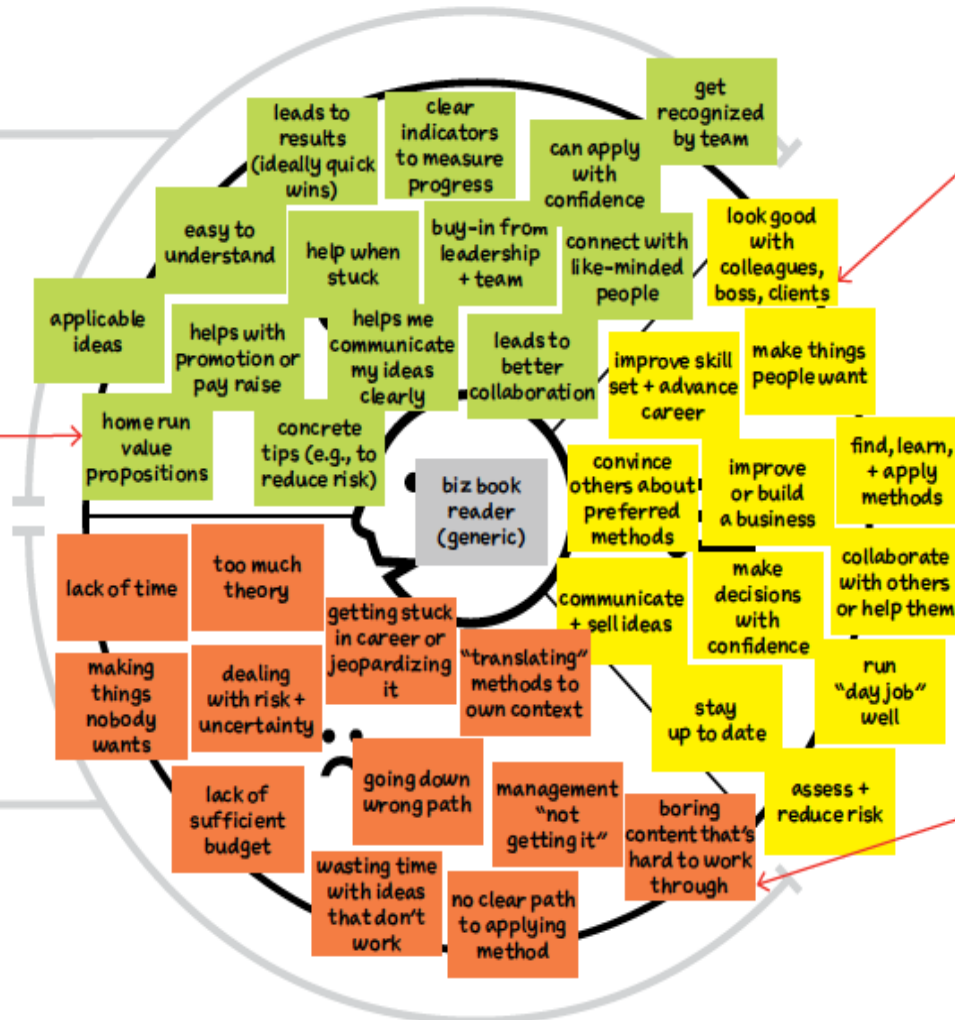 get
recognized
by team
leads to
results
(ideally quick
wins)
clear
indicators
to measure
progress
can apply
with
confidence
easy to
understand
help when
stuck
buy-in from
leadership
+ team
connect with
like-minded
people
applicable
ideas
helps with
promotion or
pay raise
helps me
communicate
my ideas
clearly
leads to
better
collaboration
home run
value
propositions
concrete
tips (e.g., to
reduce risk)
look good
with
colleagues,
boss, clients
improve skill
set + advance
career
make things
people want
convince
others about
preferred
methods
improve
or build
a business
find, learn,
+ apply
methods
communicate
+ sell ideas
make
decisions
with
confidence
collaborate
with others
or help them
stay
up to date
run
"day job"
well
assess +
reduce risk
biz book
reader
(generic)
lack of time
too much
theory
getting stuck
in career or
jeopardizing
it
"translating"
methods to
own context
making
things
nobody
wants
dealing
with risk +
uncertainty
lack of
sufficient
budget
going down
wrong path
management
"not
getting it"
boring
content that's
hard to work
through
wasting time
with ideas
that don't
work
no clear path
to applying
method